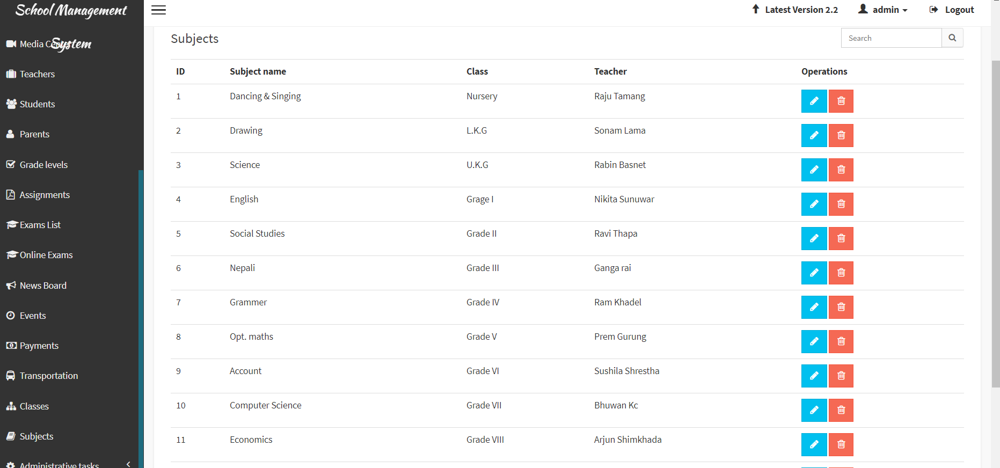 School Management
System
Media Center
Teachers
Students
Parents
Grade levels
Assignments
Exams List
Online Exams
News Board
Events
Payments
Transportation
Classes
Subjects
Administrative tasks
Latest Version 2.2 admin Logout
Subjects Search
ID Subject name Class Teacher Operations
1 Dancing & Singing Nursery Raju Tamang
2 Drawing L.K.G Sonam Lama
3 Science U.K.G Rabin Basnet
4 English Grage I Nikita Sunuwar
5 Social Studies Grade II Ravi Thapa
6 Nepali Grade III Ganga rai
7 Grammer Grade IV Ram Khadel
8 Opt. maths Grade V Prem Gurung
9 Account Grade VI Sushila Shrestha
10 Computer Science Grade VII Bhuwan Kc
11 Economics Grade VIII Arjun Shimkhada